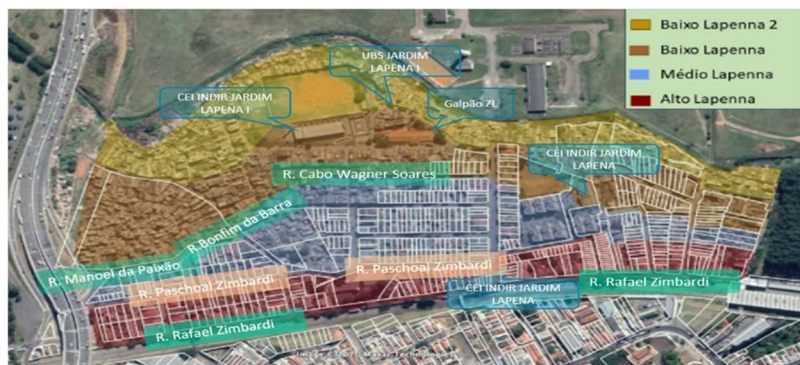 Baixo Lapenna 2
Baixo Lapenna
Médio Lapenna
Alto Lapenna
UBS JARDIM
LAPENA I
CEI INDIR JARDIM
LAPENA I
Galpão ZL
CEI INDIR JARDIM
LAPENA
R. Cabo Wagner Soares
R.Bonfim da Barra
R. Manoel da Paixão
R. Paschoal Zimbardi
R. Paschoal Zimbardi
R. Rafael Zimbardi
CEI INDIR JARDIM
LAPENA
R. Rafael Zimbardi